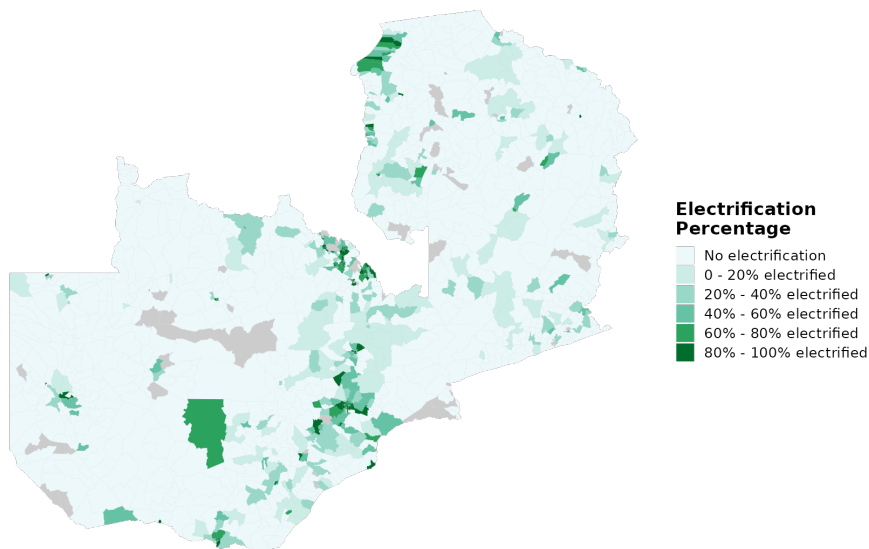 Electrification
Percentage
No electrification
0 - 20% electrified
20% - 40% electrified
40% - 60% electrified
60% - 80% electrified
80% - 100% electrified